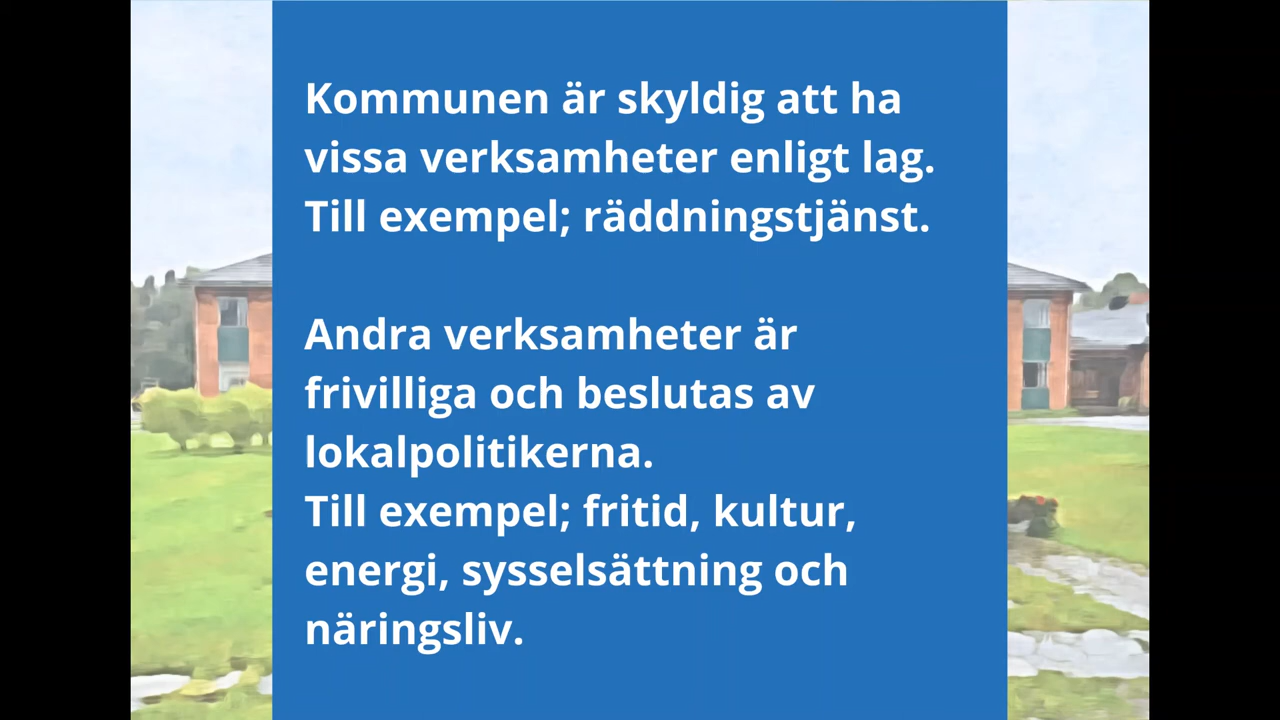 Kommunen är skyldig att ha
vissa verksamheter enligt lag.
Till exempel; räddningstjänst.
Andra verksamheter är
frivilliga och beslutas av
lokalpolitikerna.
Till exempel; fritid, kultur,
energi, sysselsättning och
näringsliv.